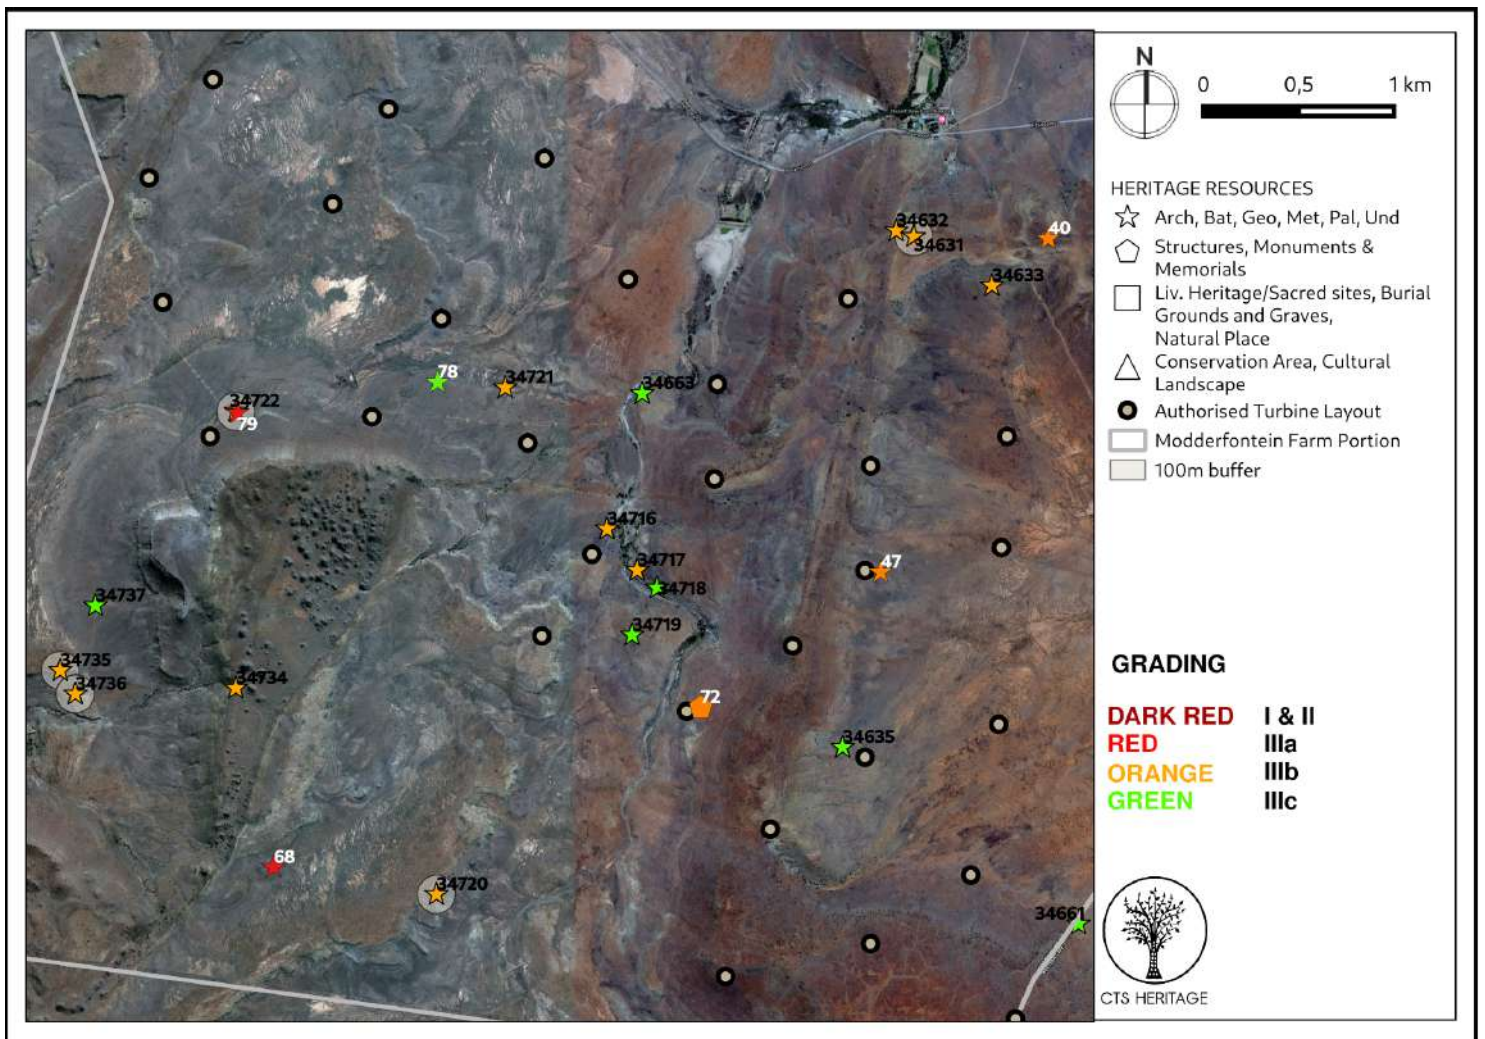 34632
34631
40
34633
78
34721
34663
34722
79
34716
34717
34718
47
34737
34719
34735
34736
34734
72
34635
68
34720
34661
N
0 0,5 1 km
HERITAGE RESOURCES
Arch, Bat, Geo, Met, Pal, Und
Structures, Monuments &
Memorials
Liv. Heritage/Sacred sites, Burial
Grounds and Graves,
Natural Place
Conservation Area, Cultural
Landscape
Authorised Turbine Layout
Modderfontein Farm Portion
100m buffer
GRADING
DARK RED I & II
RED IIIa
ORANGE IIIb
GREEN IIIc
CTS HERITAGE